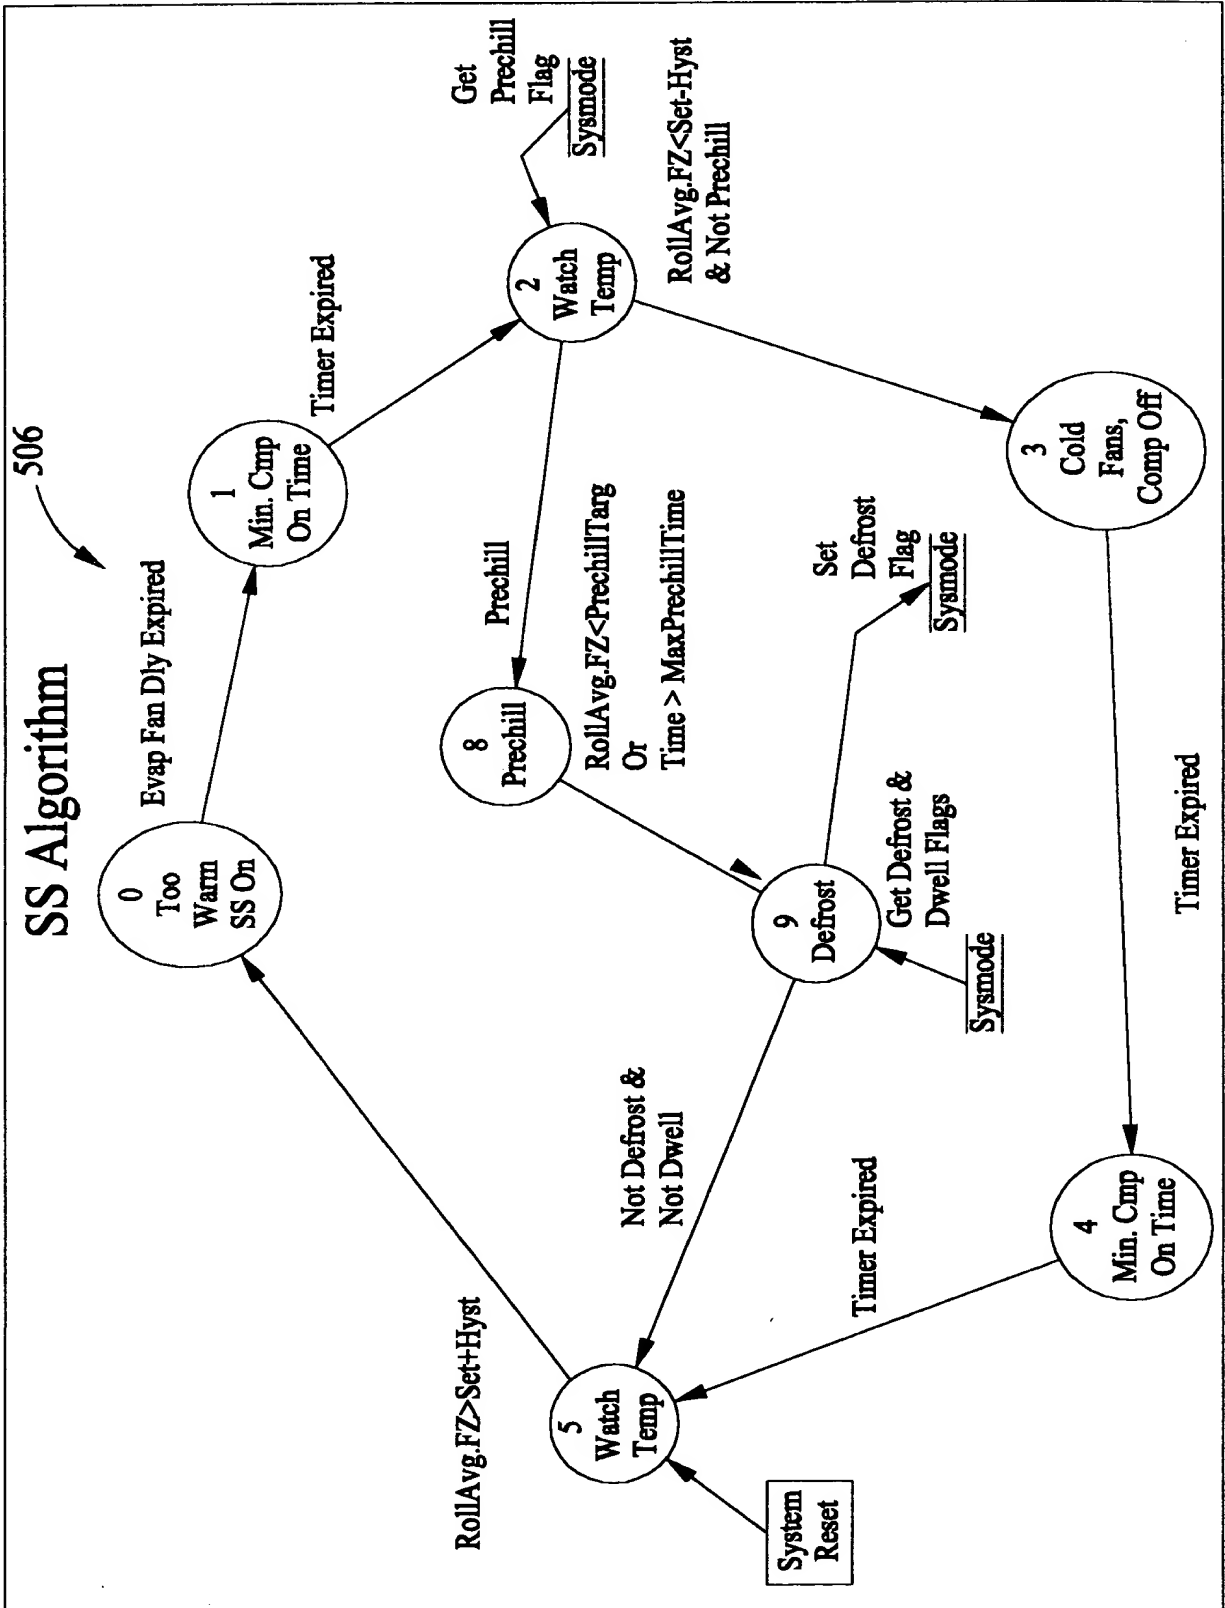 SS Algorithm
506
0
Too
Warm
SS On
Evap Fan Dly Expired
1
Min. Cmp
On Time
Timer Expired
2
Watch
Temp
Get
Prechill
Flag
Sysmode
RollAvg.FZ<Set-Hyst
& Not Prechill
Prechill
8
Prechill
RollAvg.FZ<PrechillTarg
Or
Time > MaxPrechillTime
9
Defrost
Set
Defrost
Flag
Sysmode
Get Defrost &
Dwell Flags
Sysmode
3
Cold
Fans,
Comp Off
Timer Expired
4
Min. Cmp
On Time
Timer Expired
Not Defrost &
Not Dwell
5
Watch
Temp
RollAvg.FZ>Set+Hyst
System
Reset